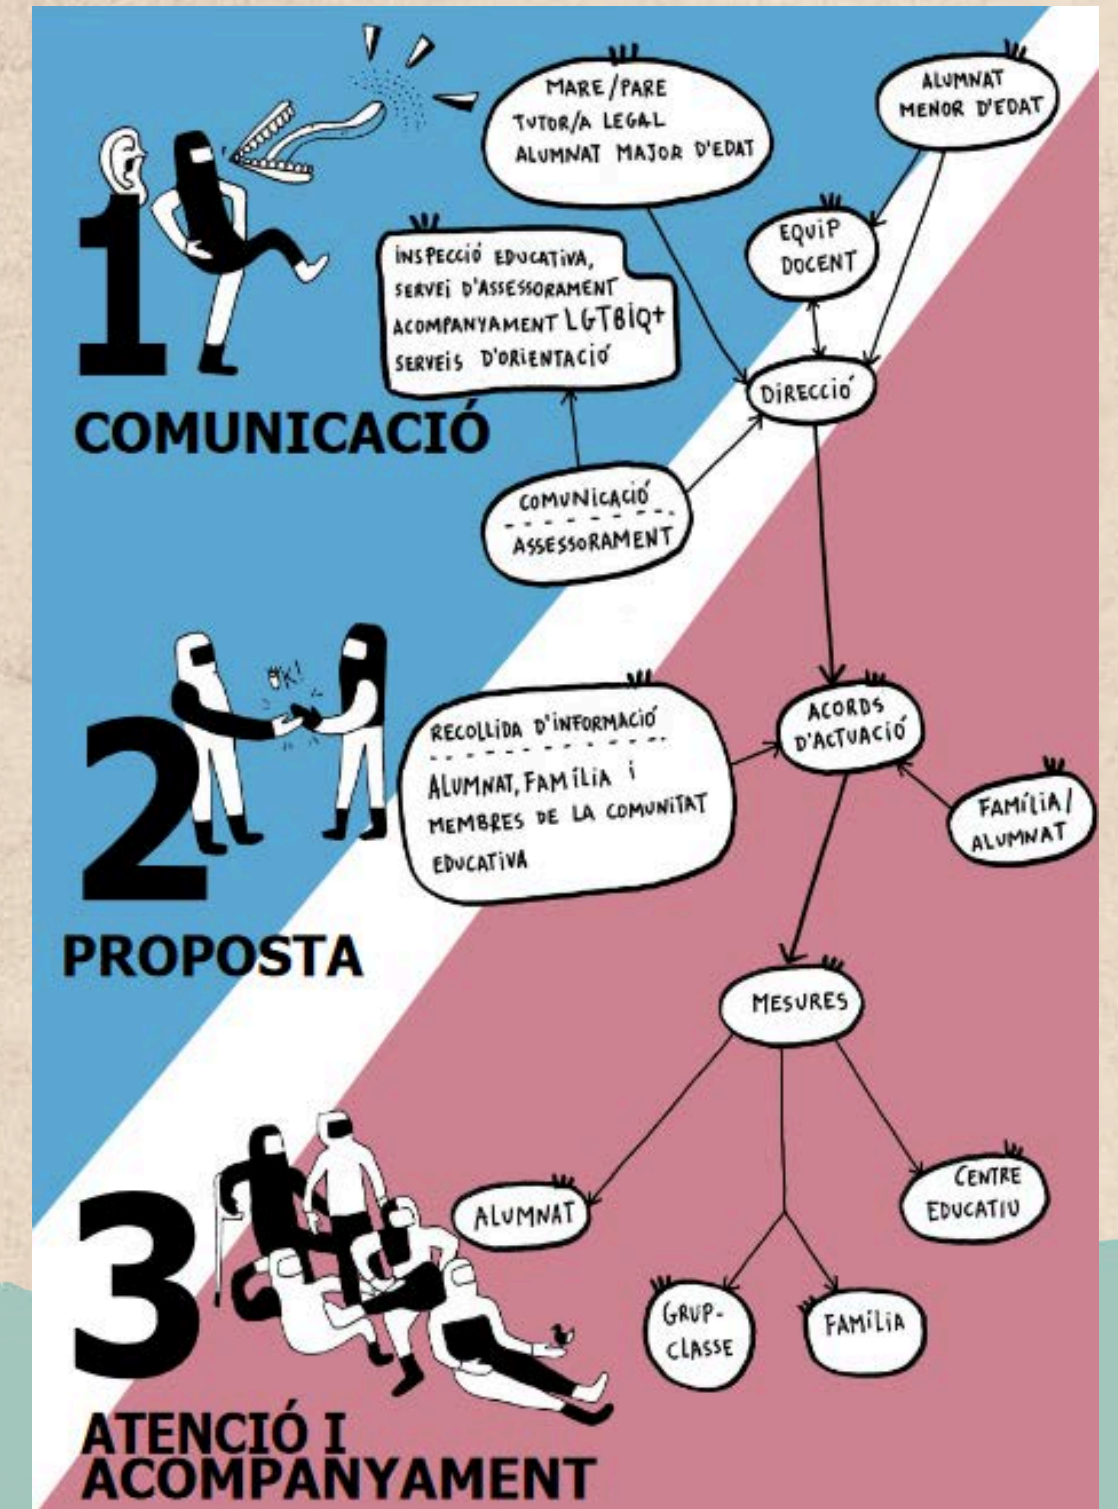 MARE/PARE
TUTOR/A LEGAL
ALUMNAT MAJOR D'EDAT
ALUMNAT
MENOR D'EDAT
EQUIP
DOCENT
INSPECCIÓ EDUCATIVA,
SERVEI D'ASSESSORAMENT
ACOMPANYAMENT LGTBIQ+
SERVEIS D'ORIENTACIÓ
DIRECCIÓ
1
COMUNICACIÓ
COMUNICACIÓ
ASSESSORAMENT
OK!
2
PROPOSTA
RECOLLIDA D'INFORMACIÓ
ALUMNAT, FAMÍLIA i
MEMBRES DE LA COMUNITAT
EDUCATIVA
ACORDS
D'ACTUACIÓ
FAMÍLIA/
ALUMNAT
MESURES
ALUMNAT
CENTRE
EDUCATIU
GRUP-
CLASSE
FAMÍLIA
3
ATENCIÓ I
ACOMPANYAMENT